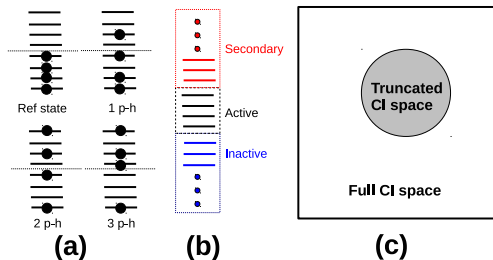 Ref state
1 p-h
2 p-h
3 p-h
(a)
Secondary
Active
Inactive
(b)
Truncated
CI space
Full CI space
(c)